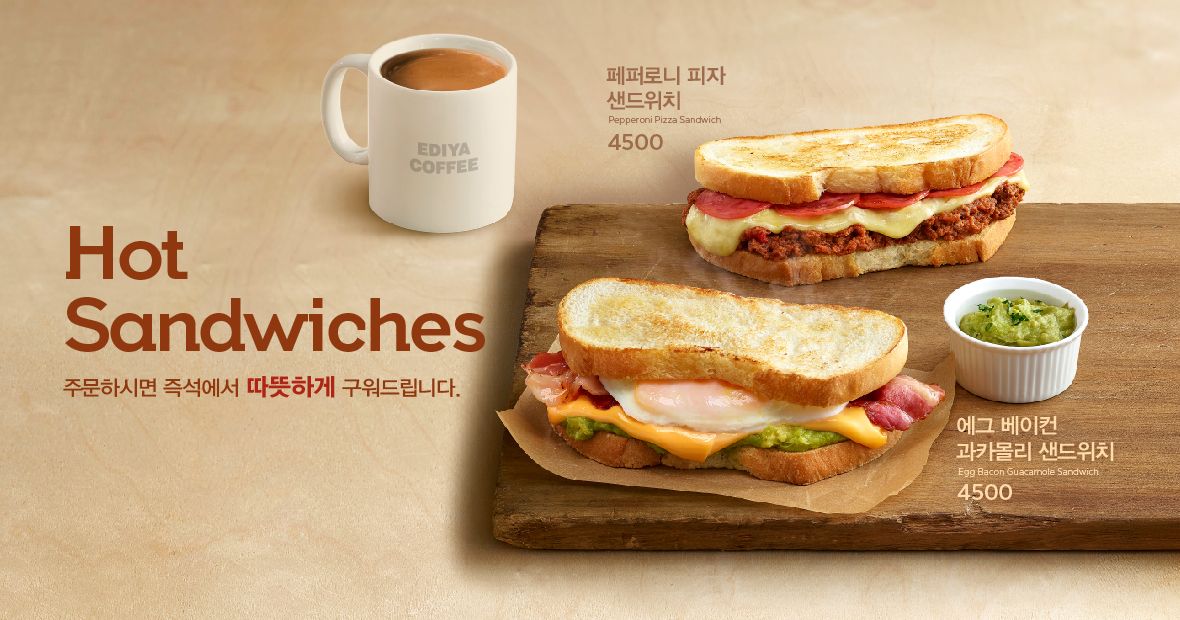 EDIYA
COFFEE
Hot
Sandwiches
주문하시면 즉석에서 따뜻하게 구워드립니다.
페퍼로니 피자
샌드위치
Pepperoni Pizza Sandwich
4500
에그 베이컨
과카몰리 샌드위치
Egg Bacon Guacamole Sandwich
4500